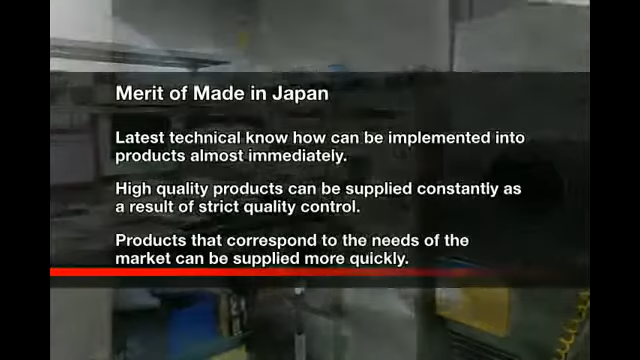 Merit of Made in Japan
Latest technical know how can be implemented into
products almost immediately.
High quality products can be supplied constantly as
a result of strict quality control.
Products that correspond to the needs of the
market can be supplied more quickly.